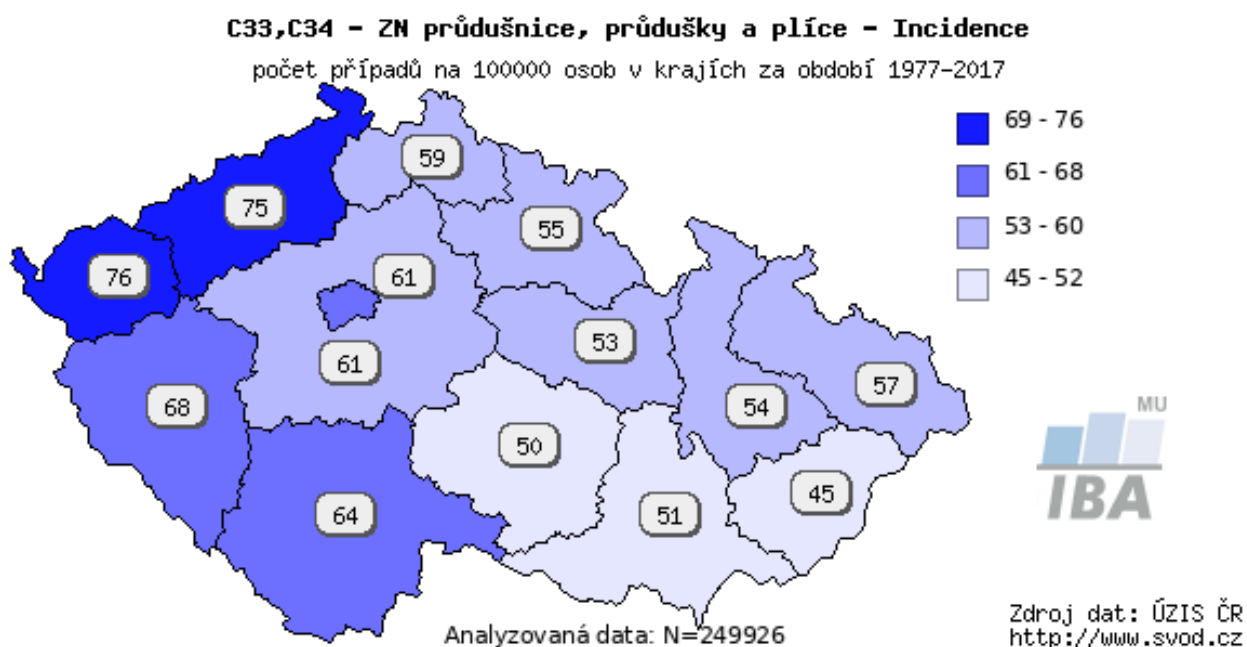 C33,C34 - ZN průdušnice, průdušky a plíce - Incidence
počet případů na 100000 osob v krajích za období 1977-2017
69 - 76
61 - 68
53 - 60
45 - 52
59
75
55
76
61
53
61
57
68
54
50
45
64
51
MU
IBA
Analyzovaná data: N=249926
Zdroj dat: ÚZIS ČR
http://www.svod.cz